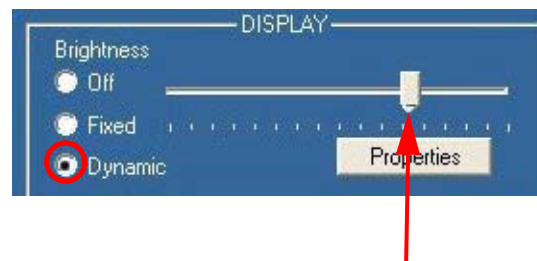 DISPLAY
Brightness
Off
Fixed
Dynamic
Properties